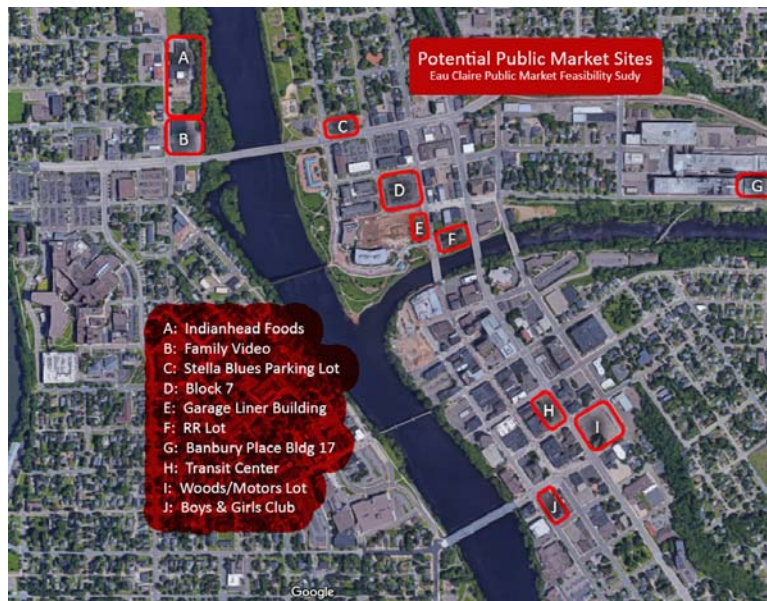 Potential Public Market Sites
Eau Claire Public Market Feasibility Sudy
A
B
C
D
E
F
G
H
I
J
A: Indianhead Foods
B: Family Video
C: Stella Blues Parking Lot
D: Block 7
E: Garage Liner Building
F: RR Lot
G: Banbury Place Bldg 17
H: Transit Center
I: Woods/Motors Lot
J: Boys & Girls Club
Google